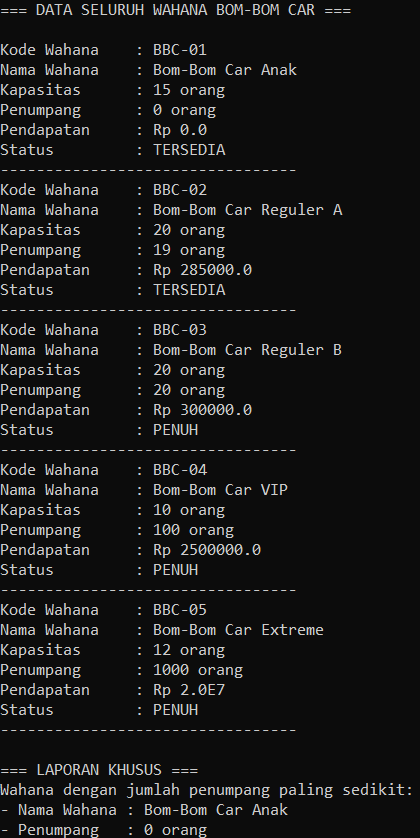 === DATA SELURUH WAHANA BOM-BOM CAR ===
Kode Wahana : BBC-01
Nama Wahana : Bom-Bom Car Anak
Kapasitas : 15 orang
Penumpang : 0 orang
Pendapatan : Rp 0.0
Status : TERSEDIA
---------------------------------
Kode Wahana : BBC-02
Nama Wahana : Bom-Bom Car Reguler A
Kapasitas : 20 orang
Penumpang : 19 orang
Pendapatan : Rp 285000.0
Status : TERSEDIA
---------------------------------
Kode Wahana : BBC-03
Nama Wahana : Bom-Bom Car Reguler B
Kapasitas : 20 orang
Penumpang : 20 orang
Pendapatan : Rp 300000.0
Status : PENUH
---------------------------------
Kode Wahana : BBC-04
Nama Wahana : Bom-Bom Car VIP
Kapasitas : 10 orang
Penumpang : 100 orang
Pendapatan : Rp 2500000.0
Status : PENUH
---------------------------------
Kode Wahana : BBC-05
Nama Wahana : Bom-Bom Car Extreme
Kapasitas : 12 orang
Penumpang : 1000 orang
Pendapatan : Rp 2.0E7
Status : PENUH
---------------------------------
=== LAPORAN KHUSUS ===
Wahana dengan jumlah penumpang paling sedikit:
- Nama Wahana : Bom-Bom Car Anak
- Penumpang : 0 orang